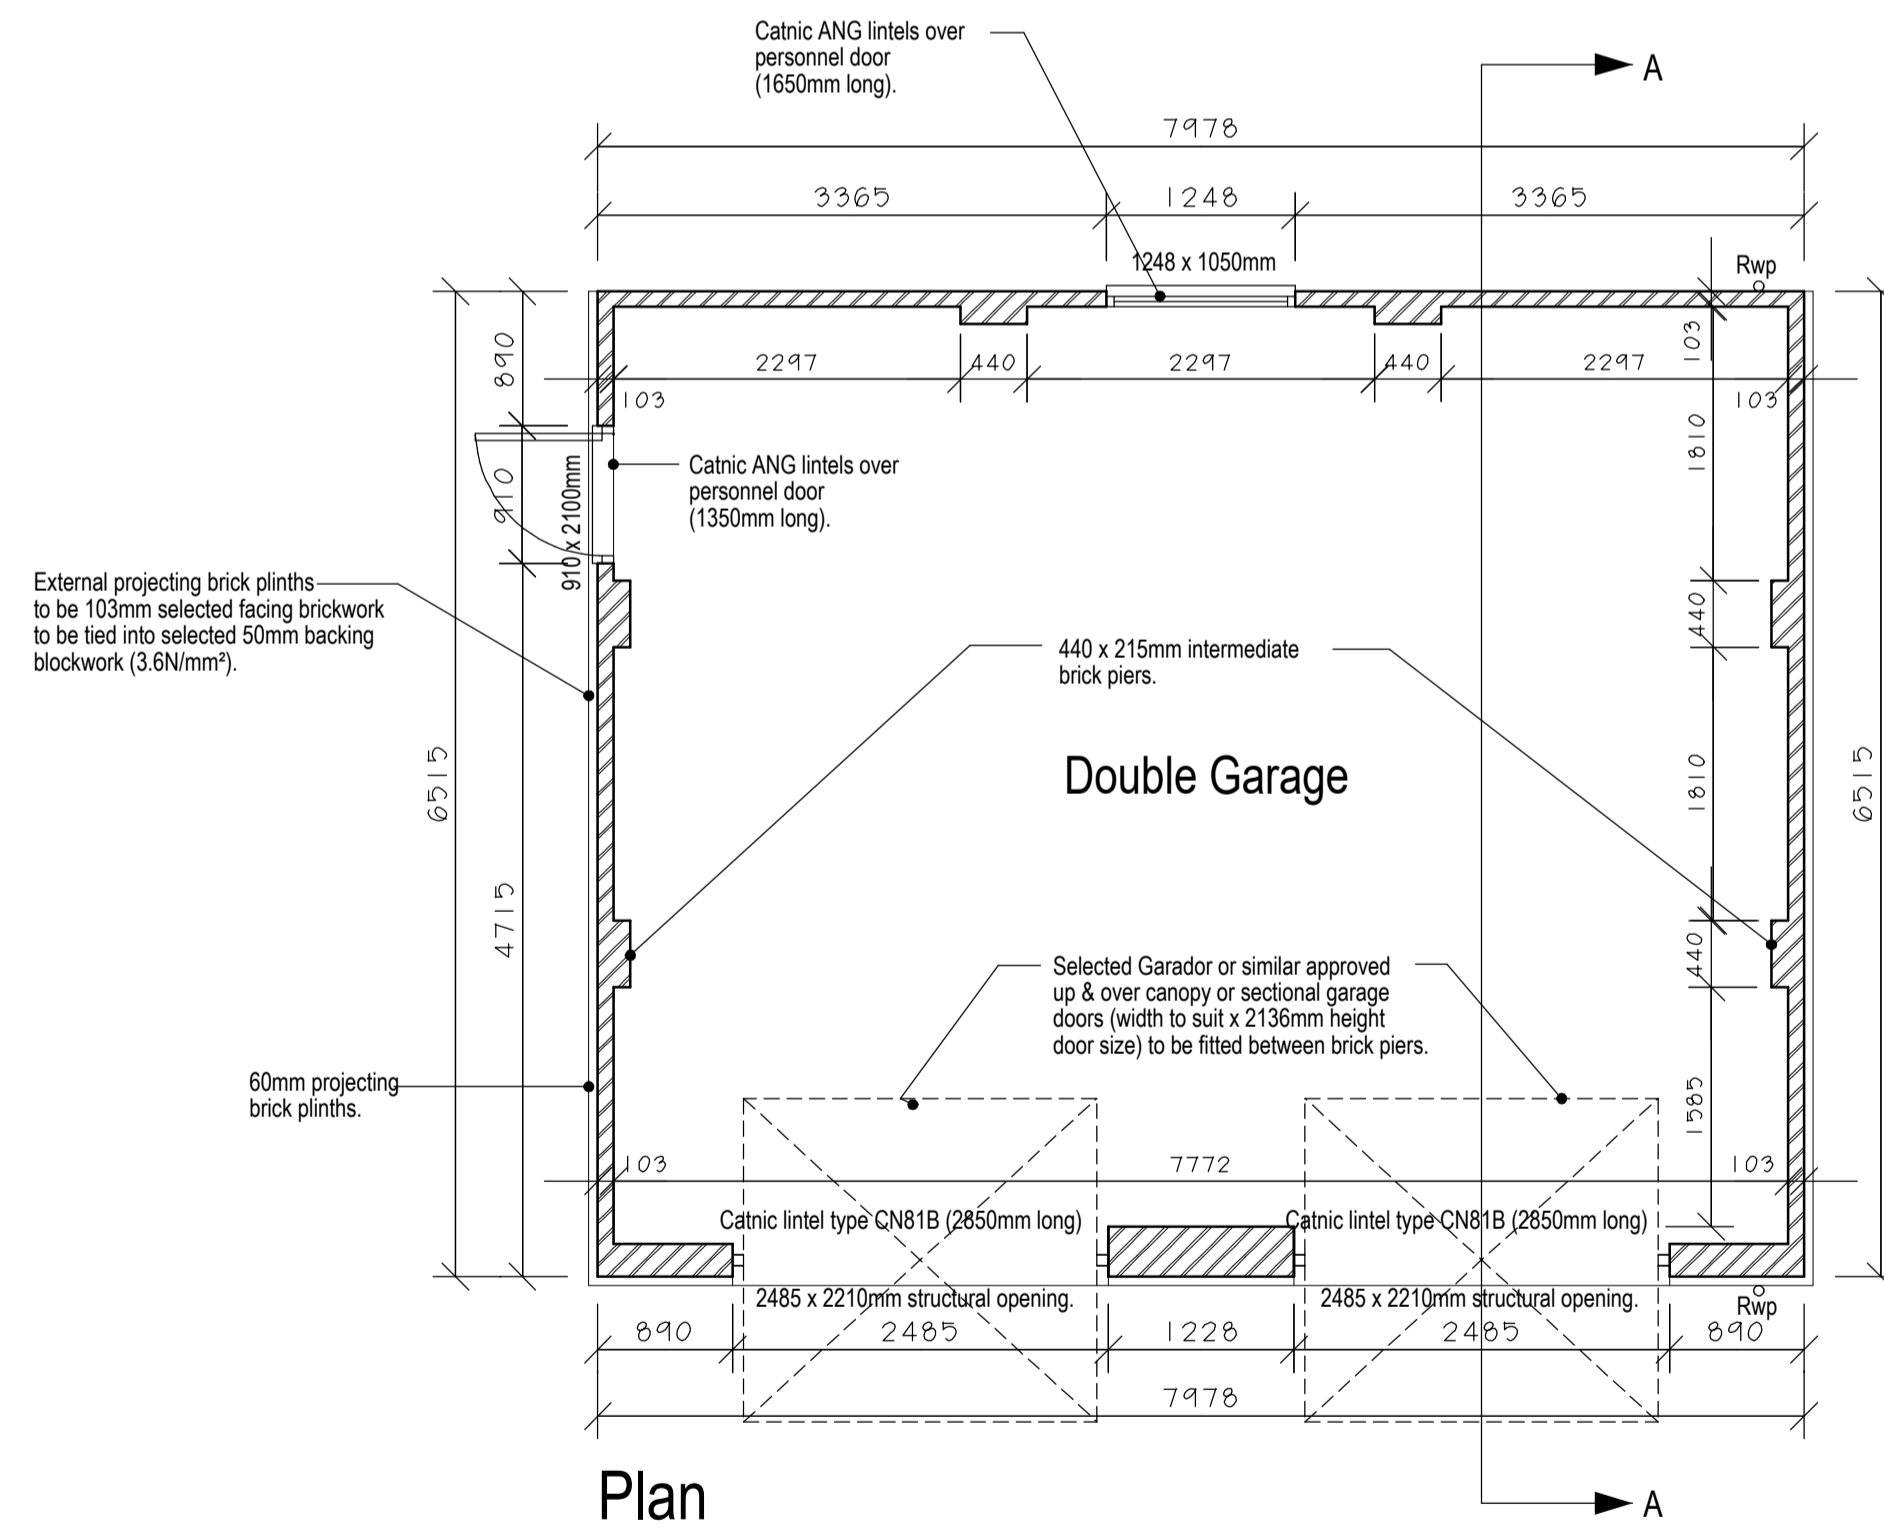 Catnic ANG lintels over
personnel door
(1650mm long).
A
7978
3365
1248
3365
1248 x 1050mm
Rwp
890
2297
440
2297
440
2297
103
103
103
1810
910
910 x 2100mm
Catnic ANG lintels over
personnel door
(1350mm long).
External projecting brick plinths
to be 103mm selected facing brickwork
to be tied into selected 50mm backing
blockwork (3.6N/mm²).
440 x 215mm intermediate
brick piers.
440
Double Garage
6515
1810
6515
4715
Selected Garador or similar approved
up & over canopy or sectional garage
doors (width to suit x 2136mm height
door size) to be fitted between brick piers.
440
60mm projecting
brick plinths.
1585
103
7772
103
Catnic lintel type CN81B (2850mm long)
Catnic lintel type CN81B (2850mm long)
2485 x 2210mm structural opening.
2485 x 2210mm structural opening.
Rwp
890
2485
1228
2485
890
7978
Plan
A